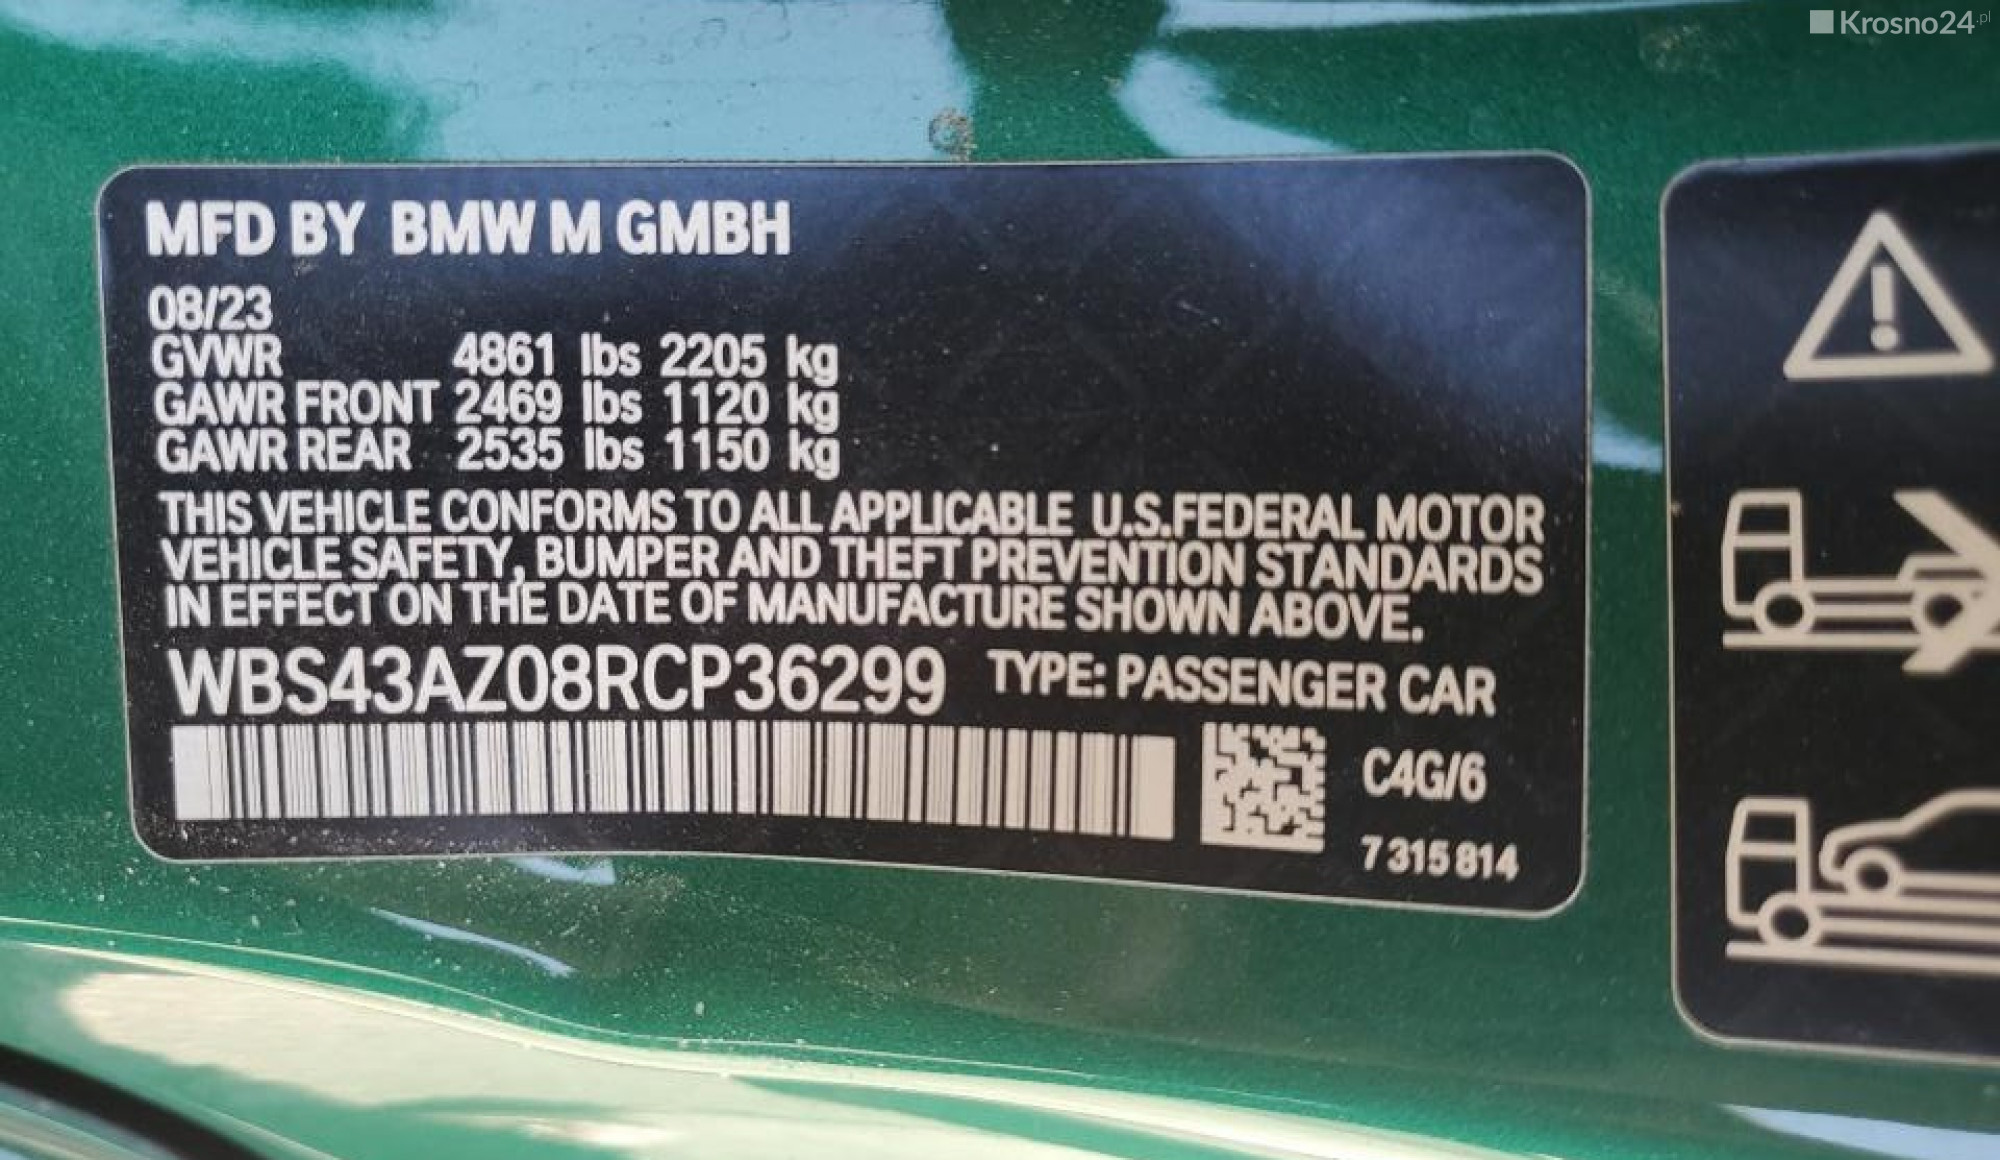 Krosno24.pl
MFD BY BMW M GMBH
08/23
GVWR 4861 lbs 2205 kg
GAWR FRONT 2469 lbs 1120 kg
GAWR REAR 2535 lbs 1150 kg
THIS VEHICLE CONFORMS TO ALL APPLICABLE U.S.FEDERAL MOTOR
VEHICLE SAFETY, BUMPER AND THEFT PREVENTION STANDARDS
IN EFFECT ON THE DATE OF MANUFACTURE SHOWN ABOVE.
WBS43AZ08RCP36299 TYPE: PASSENGER CAR
C4G/6
7 315 814